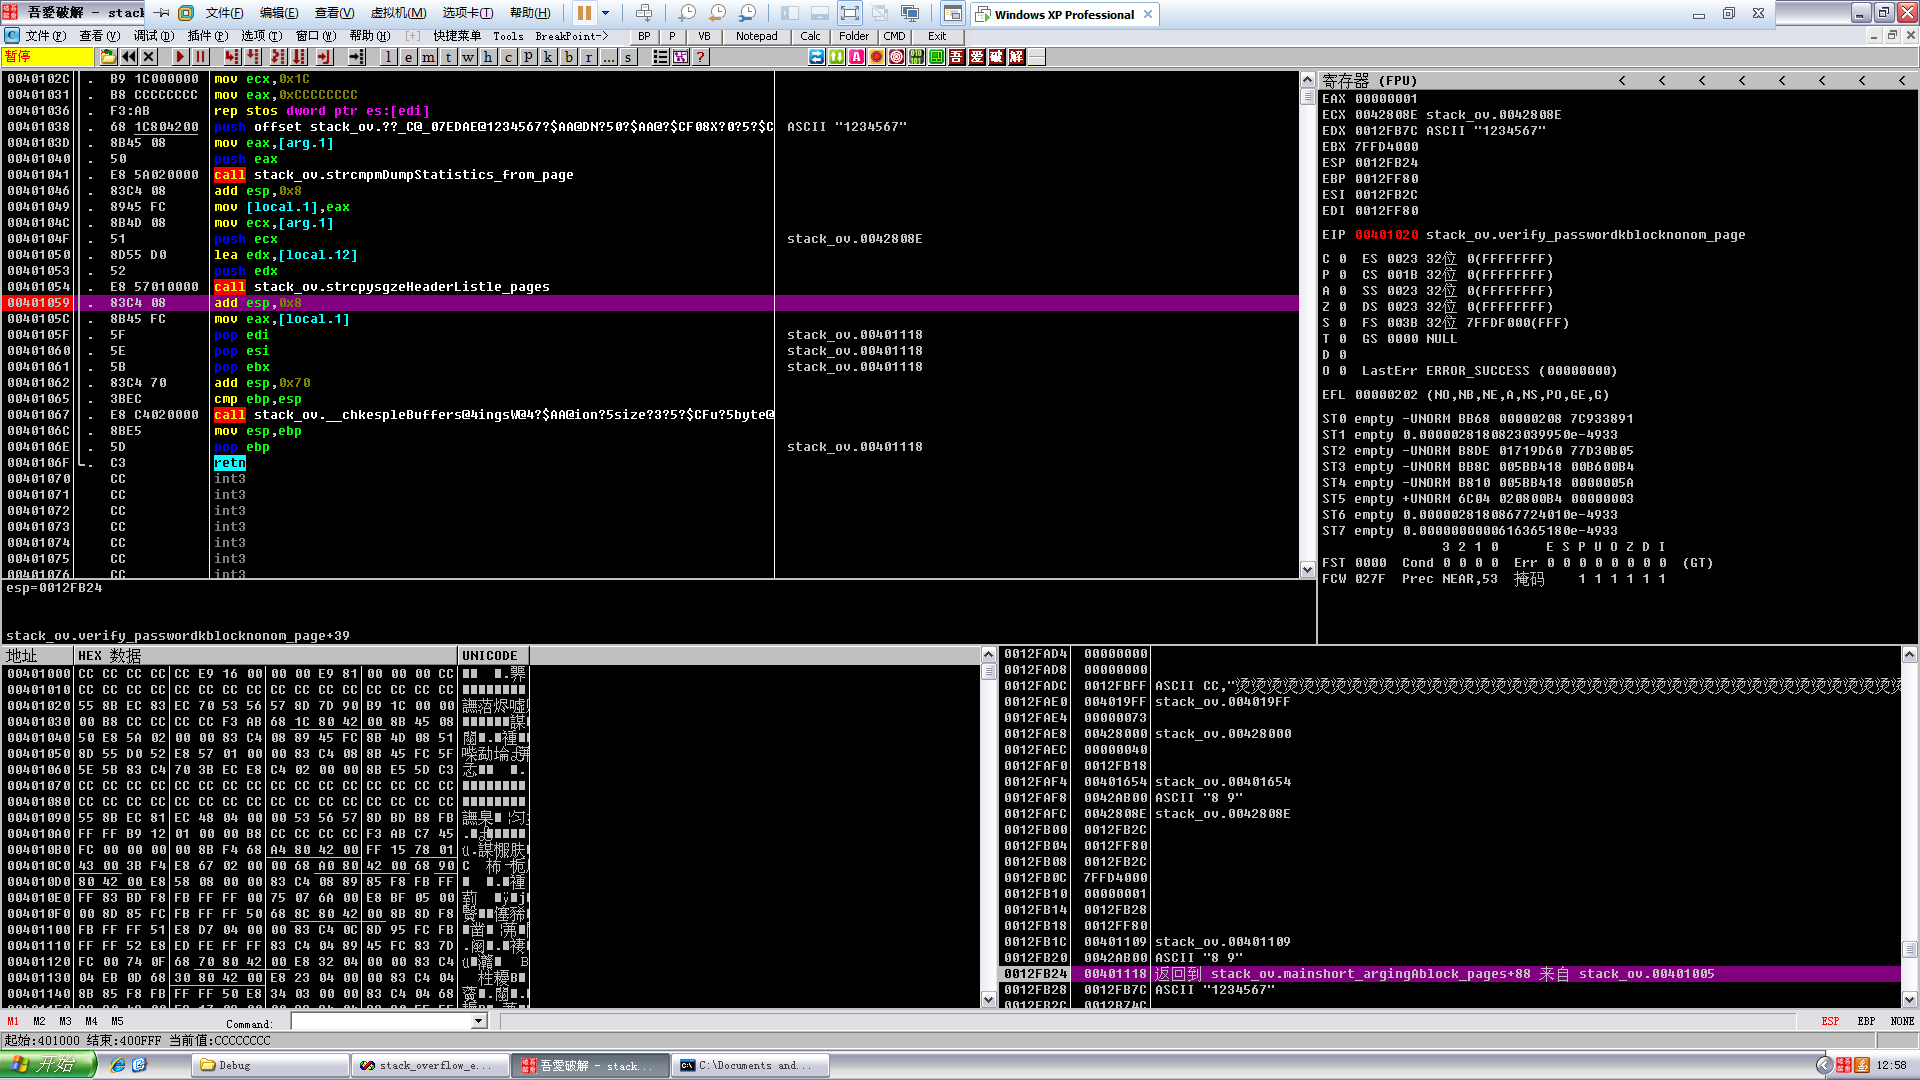 吾愛破解 - stack
文件(F) 编辑(E) 查看(V) 虚拟机(M) 选项卡(T) 帮助(H)
Windows XP Professional
文件(F) 查看(V) 调试(D) 插件(P) 选项(T) 窗口(W) 帮助(H) [+] 快捷菜单 Tools BreakPoint-> BP P VB Notepad Calc Folder CMD Exit
暂停
l e m t w h c p k b r ... s
?
吾 爱 破 解
0040102C . B9 1C000000 mov ecx,0x1C
00401031 . B8 CCCCCCCC mov eax,0xCCCCCCCC
00401036 . F3:AB rep stos dword ptr es:[edi]
00401038 . 68 1C804200 push offset stack_ov.??_C@_07EDAE@1234567?$AA@DN?50?$AA@?$CF08X?0?5?$C ASCII "1234567"
0040103D . 8B45 08 mov eax,[arg.1]
00401040 . 50 push eax
00401041 . E8 5A020000 call stack_ov.strcmpmDumpStatistics_from_page
00401046 . 83C4 08 add esp,0x8
00401049 . 8945 FC mov [local.1],eax
0040104C . 8B4D 08 mov ecx,[arg.1]
0040104F . 51 push ecx stack_ov.0042808E
00401050 . 8D55 D0 lea edx,[local.12]
00401053 . 52 push edx
00401054 . E8 57010000 call stack_ov.strcpysgzeHeaderListle_pages
00401059 . 83C4 08 add esp,0x8
0040105C . 8B45 FC mov eax,[local.1]
0040105F . 5F pop edi stack_ov.00401118
00401060 . 5E pop esi stack_ov.00401118
00401061 . 5B pop ebx stack_ov.00401118
00401062 . 83C4 70 add esp,0x70
00401065 . 3BEC cmp ebp,esp
00401067 . E8 C4020000 call stack_ov.__chkespleBuffers@4ingsW@4?$AA@ion?5size?3?5?$CFu?5byte@
0040106C . 8BE5 mov esp,ebp
0040106E . 5D pop ebp stack_ov.00401118
0040106F . C3 retn
00401070 CC int3
00401071 CC int3
00401072 CC int3
00401073 CC int3
00401074 CC int3
00401075 CC int3
00401076 CC int3
esp=0012FB24
stack_ov.verify_passwordkblocknonom_page+39
寄存器 (FPU) < < < < < < < <
EAX 00000001
ECX 0042808E stack_ov.0042808E
EDX 0012FB7C ASCII "1234567"
EBX 7FFD4000
ESP 0012FB24
EBP 0012FF80
ESI 0012FB2C
EDI 0012FF80
EIP 00401020 stack_ov.verify_passwordkblocknonom_page
C 0 ES 0023 32位 0(FFFFFFFF)
P 0 CS 001B 32位 0(FFFFFFFF)
A 0 SS 0023 32位 0(FFFFFFFF)
Z 0 DS 0023 32位 0(FFFFFFFF)
S 0 FS 003B 32位 7FFDF000(FFF)
T 0 GS 0000 NULL
D 0
O 0 LastErr ERROR_SUCCESS (00000000)
EFL 00000202 (NO,NB,NE,A,NS,PO,GE,G)
ST0 empty -UNORM BB68 00000208 7C933891
ST1 empty 0.0000028180823039950e-4933
ST2 empty -UNORM B8DE 01719D60 77D30B05
ST3 empty -UNORM BB8C 005BB418 00B600B4
ST4 empty -UNORM B810 005BB418 0000005A
ST5 empty +UNORM 6C04 020800B4 00000003
ST6 empty 0.0000028180867724010e-4933
ST7 empty 0.0000000000616365180e-4933
3 2 1 0 E S P U O Z D I
FST 0000 Cond 0 0 0 0 Err 0 0 0 0 0 0 0 0 (GT)
FCW 027F Prec NEAR,53 掩码 1 1 1 1 1 1
地址 HEX 数据 UNICODE
00401000 CC CC CC CC CC E9 16 00 00 00 E9 81 00 00 00 CC
00401010 CC CC CC CC CC CC CC CC CC CC CC CC CC CC CC CC
00401020 55 8B EC 83 EC 70 53 56 57 8D 7D 90 B9 1C 00 00
00401030 00 B8 CC CC CC CC F3 AB 68 1C 80 42 00 8B 45 08
00401040 50 E8 5A 02 00 00 83 C4 08 89 45 FC 8B 4D 08 51
00401050 8D 55 D0 52 E8 57 01 00 00 83 C4 08 8B 45 FC 5F
00401060 5E 5B 83 C4 70 3B EC E8 C4 02 00 00 8B E5 5D C3
00401070 CC CC CC CC CC CC CC CC CC CC CC CC CC CC CC CC
00401080 CC CC CC CC CC CC CC CC CC CC CC CC CC CC CC CC
00401090 55 8B EC 81 EC 48 04 00 00 53 56 57 8D BD B8 FB
004010A0 FF FF B9 12 01 00 00 B8 CC CC CC CC F3 AB C7 45
004010B0 FC 00 00 00 00 8B F4 68 A4 80 42 00 FF 15 78 01
004010C0 43 00 3B F4 E8 67 02 00 00 68 A0 80 42 00 68 90
004010D0 80 42 00 E8 58 08 00 00 83 C4 08 89 85 F8 FB FF
004010E0 FF 83 BD F8 FB FF FF 00 75 07 6A 00 E8 BF 05 00
004010F0 00 8D 85 FC FB FF FF 50 68 8C 80 42 00 8B 8D F8
00401100 FB FF FF 51 E8 D7 04 00 00 83 C4 0C 8D 95 FC FB
00401110 FF FF 52 E8 ED FE FF FF 83 C4 04 89 45 FC 83 7D
00401120 FC 00 74 0F 68 70 80 42 00 E8 32 04 00 00 83 C4
00401130 04 EB 0D 68 30 80 42 00 E8 23 04 00 00 83 C4 04
00401140 8B 85 F8 FB FF FF 50 E8 34 03 00 00 83 C4 04 68
0012FAD4 00000000
0012FAD8 00000000
0012FADC 0012FBFF ASCII CC,"烫烫烫烫烫烫烫烫烫烫烫烫烫烫烫烫烫烫烫烫烫烫烫烫烫烫烫烫烫烫烫烫烫烫烫烫烫烫烫烫烫
0012FAE0 004019FF stack_ov.004019FF
0012FAE4 00000073
0012FAE8 00428000 stack_ov.00428000
0012FAEC 00000040
0012FAF0 0012FB18
0012FAF4 00401654 stack_ov.00401654
0012FAF8 0042AB00 ASCII "8 9"
0012FAFC 0042808E stack_ov.0042808E
0012FB00 0012FB2C
0012FB04 0012FF80
0012FB08 0012FB2C
0012FB0C 7FFD4000
0012FB10 00000001
0012FB14 0012FB28
0012FB18 0012FF80
0012FB1C 00401109 stack_ov.00401109
0012FB20 0042AB00 ASCII "8 9"
0012FB24 00401118 返回到 stack_ov.mainshort_argingAblock_pages+88 来自 stack_ov.00401005
0012FB28 0012FB7C ASCII "1234567"
0012FB2C 0012B74C
M1 M2 M3 M4 M5 Command: ESP EBP NONE
起始:401000 结束:400FFF 当前值:CCCCCCCC
开始 Debug stack_overflow_e... 吾愛破解 - stack... C:\Documents and... 12:58